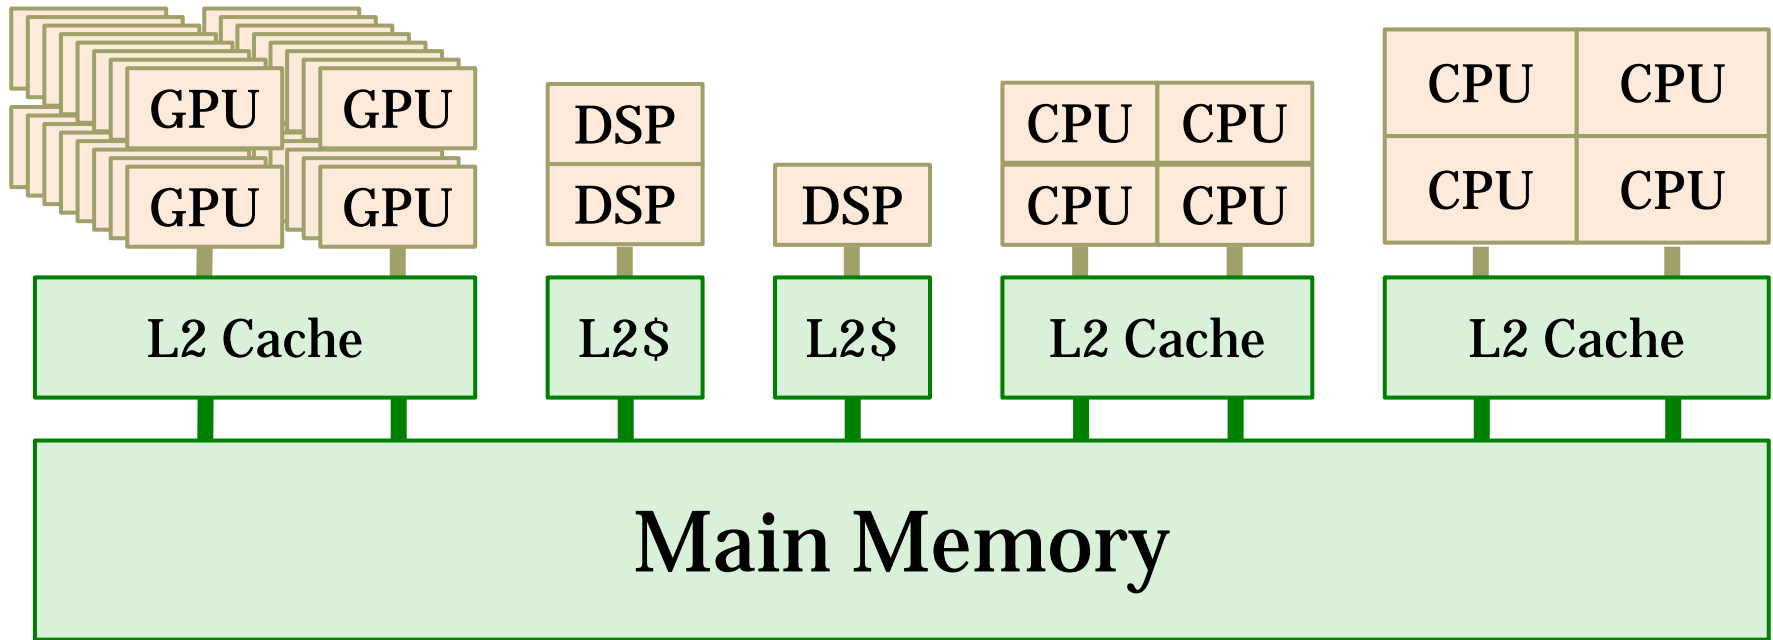 GPU GPU
GPU GPU
DSP
DSP
DSP
CPU CPU
CPU CPU
CPU CPU
CPU CPU
L2 Cache L2$ L2$ L2 Cache L2 Cache
Main Memory